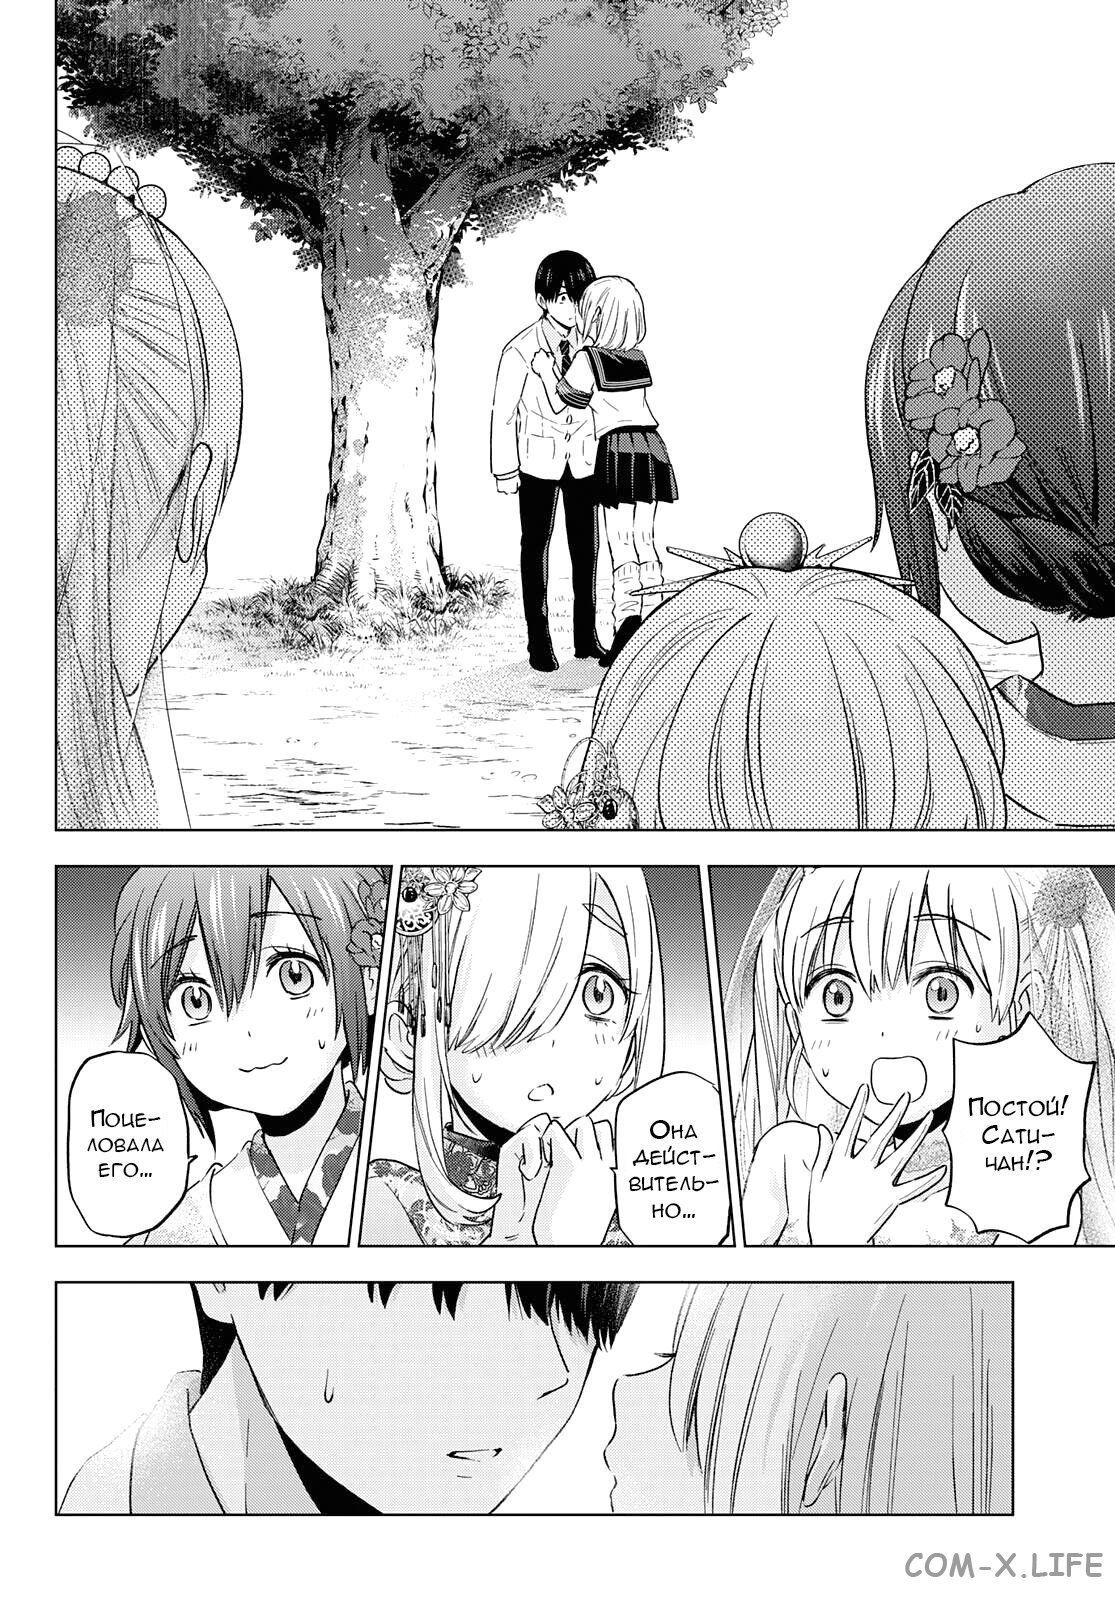 Постой!
Сати-
чан!?
Она
дейст-
витель-
но...
Поце-
ловала
его...
COM-X.LIFE